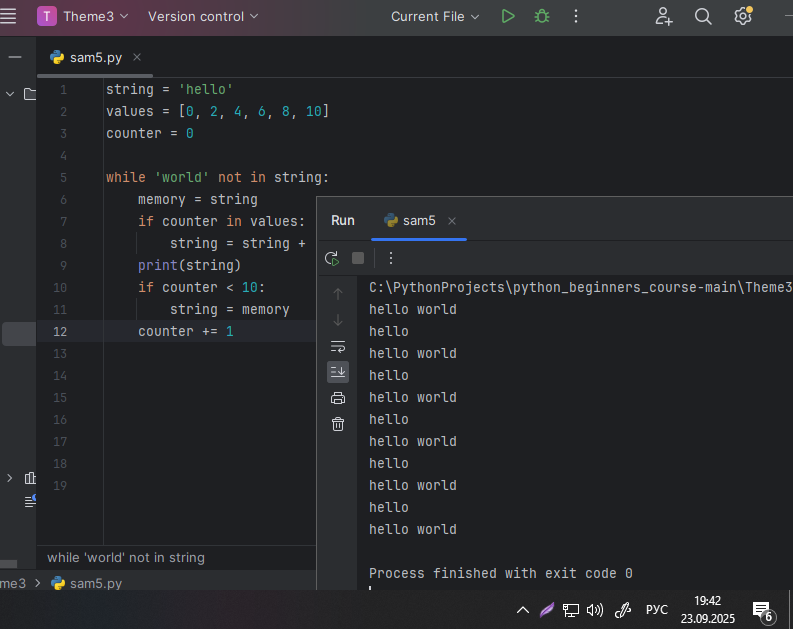 T Theme3 Version control Current File
sam5.py
1 string = 'hello'
2 values = [0, 2, 4, 6, 8, 10]
3 counter = 0
4
5 while 'world' not in string:
6 memory = string
7 if counter in values:
8 string = string +
9 print(string)
10 if counter < 10:
11 string = memory
12 counter += 1
13
14
15
16
17
18
19
while 'world' not in string
me3 > sam5.py
Run sam5
C:\PythonProjects\python_beginners_course-main\Theme3
hello world
hello
hello world
hello
hello world
hello
hello world
hello
hello world
hello
hello world
Process finished with exit code 0
РУС
19:42
23.09.2025
6